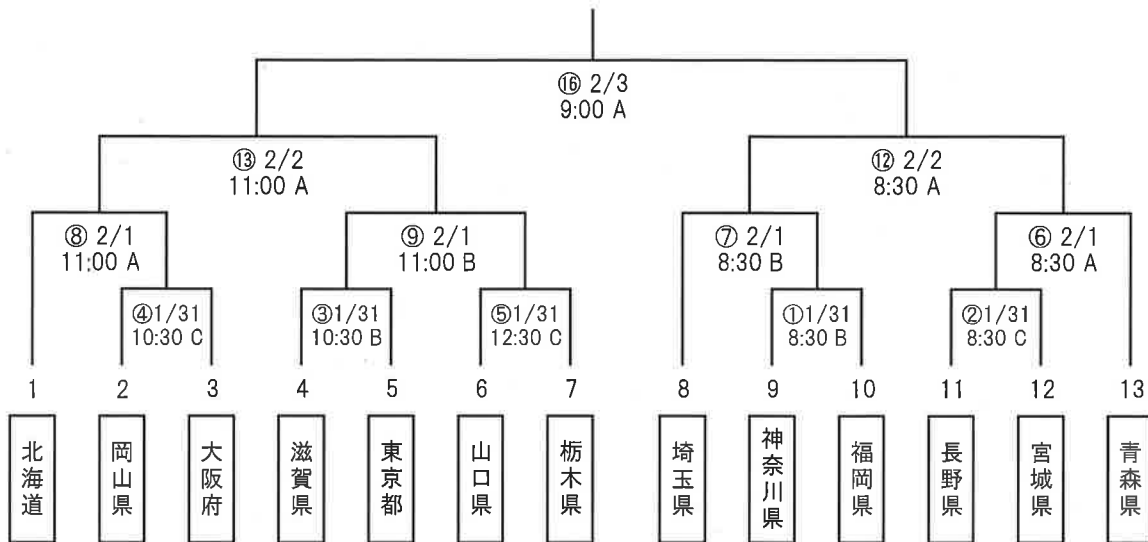 ⑯ 2/3
9:00 A
⑬ 2/2
11:00 A
⑫ 2/2
8:30 A
⑧ 2/1
11:00 A
⑨ 2/1
11:00 B
⑦ 2/1
8:30 B
⑥ 2/1
8:30 A
④1/31
10:30 C
③1/31
10:30 B
⑤1/31
12:30 C
①1/31
8:30 B
②1/31
8:30 C
1 2 3 4 5 6 7 8 9 10 11 12 13
北海道
岡山県
大阪府
滋賀県
東京都
山口県
栃木県
埼玉県
神奈川県
福岡県
長野県
宮城県
青森県